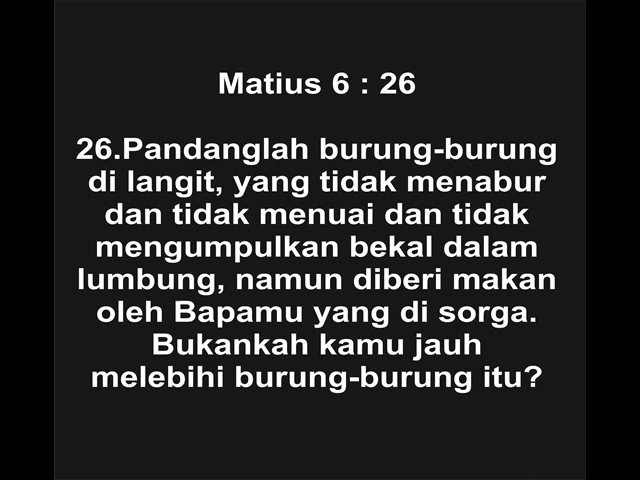 Matius 6 : 26
26.Pandanglah burung-burung
di langit, yang tidak menabur
dan tidak menuai dan tidak
mengumpulkan bekal dalam
lumbung, namun diberi makan
oleh Bapamu yang di sorga.
Bukankah kamu jauh
melebihi burung-burung itu?